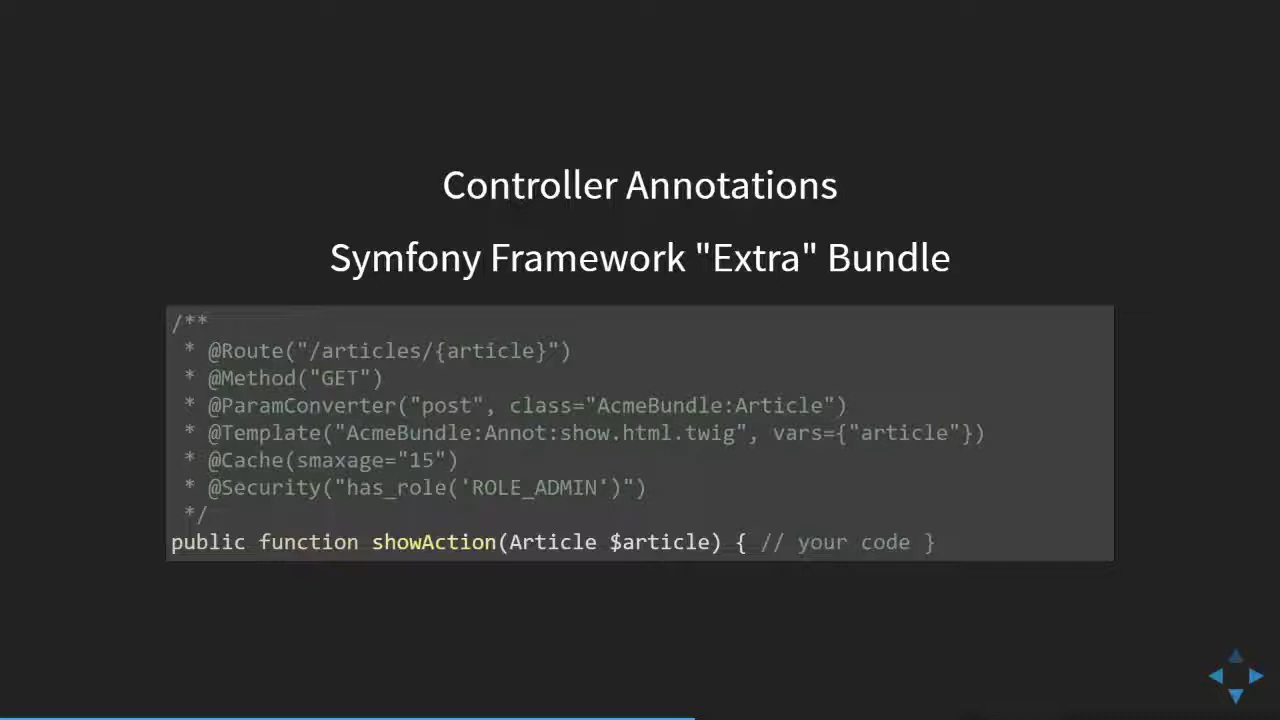 Controller Annotations
Symfony Framework "Extra" Bundle
/**
 * @Route("/articles/{article}")
 * @Method("GET")
 * @ParamConverter("post", class="AcmeBundle:Article")
 * @Template("AcmeBundle:Annot:show.html.twig", vars={"article"})
 * @Cache(smaxage="15")
 * @Security("has_role('ROLE_ADMIN')")
 */
public function showAction(Article $article) { // your code }